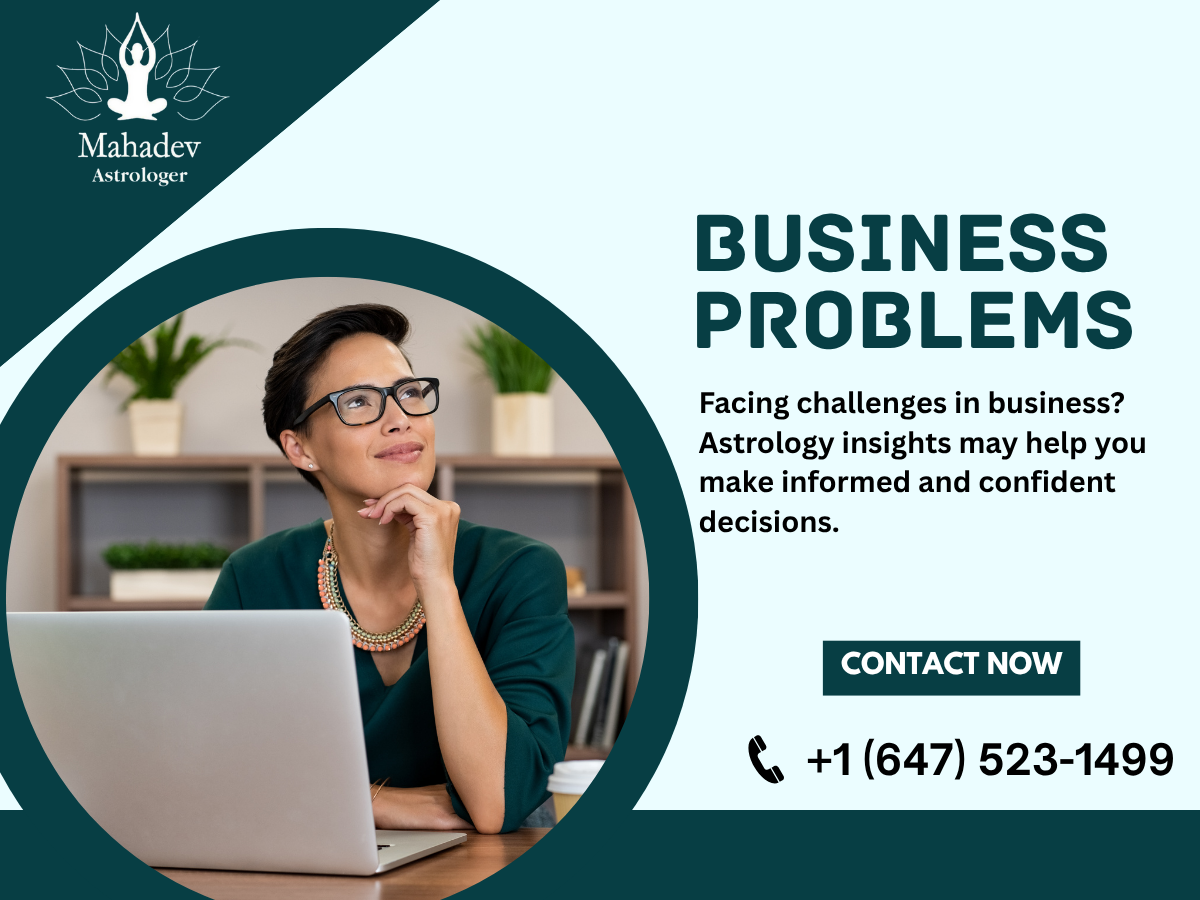 Mahadev
Astrologer
BUSINESS
PROBLEMS
Facing challenges in business?
Astrology insights may help you
make informed and confident
decisions.
CONTACT NOW
+1 (647) 523-1499